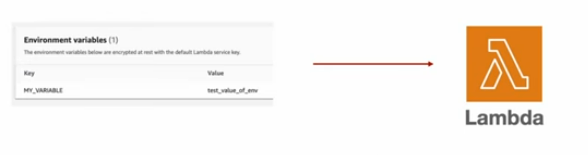 Environment variables (1)
The environment variables below are encrypted at rest with the default Lambda service key.
Key Value
MY_VARIABLE test_value_of_env
Lambda